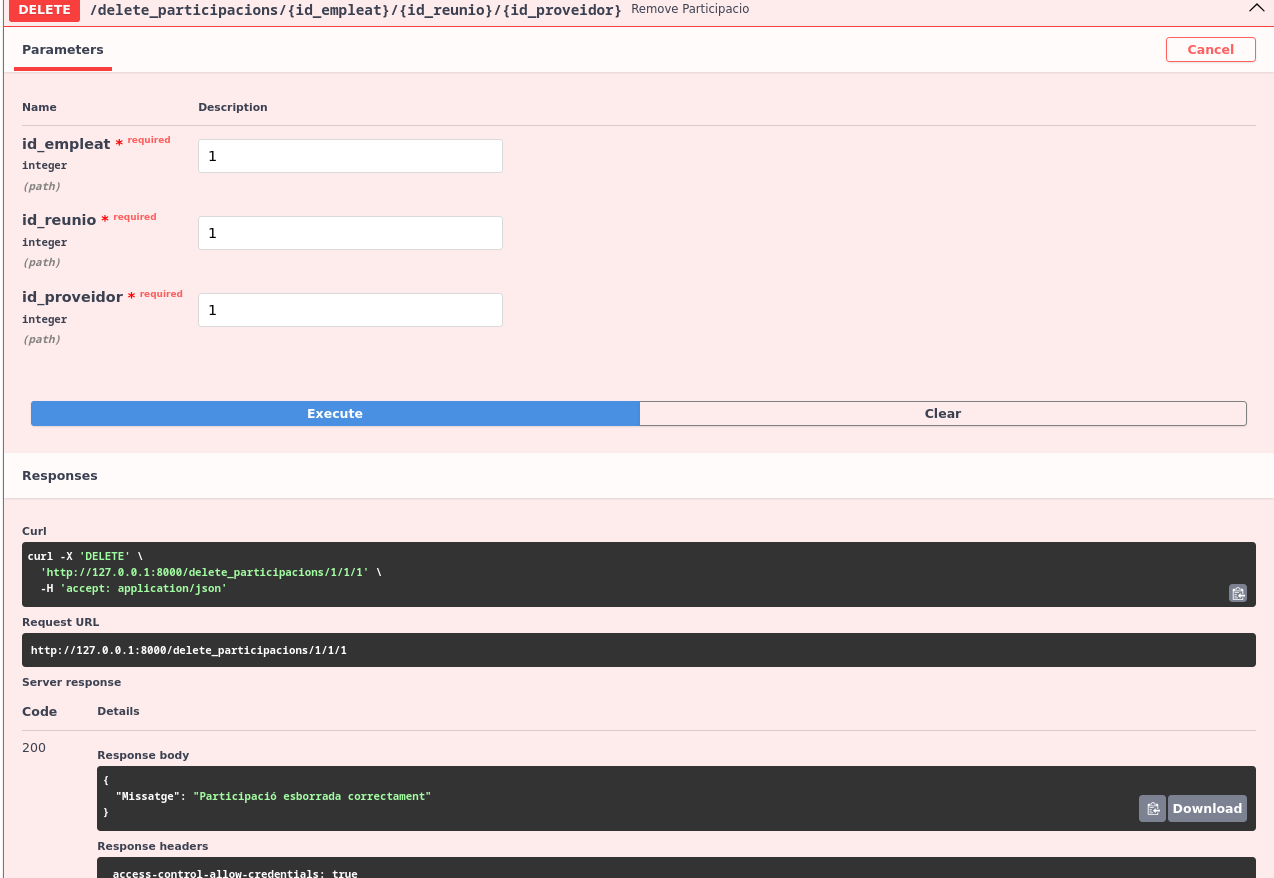 DELETE /delete_participacions/{id_empleat}/{id_reunio}/{id_proveidor} Remove Participacio
Parameters Cancel
Name Description
id_empleat * required
integer
(path)
1
id_reunio * required
integer
(path)
1
id_proveidor * required
integer
(path)
1
Execute Clear
Responses
Curl
curl -X 'DELETE' \
'http://127.0.0.1:8000/delete_participacions/1/1/1' \
-H 'accept: application/json'
Request URL
http://127.0.0.1:8000/delete_participacions/1/1/1
Server response
Code Details
200
Response body
{
"Missatge": "Participació esborrada correctament"
}
Download
Response headers
access-control-allow-credentials: true